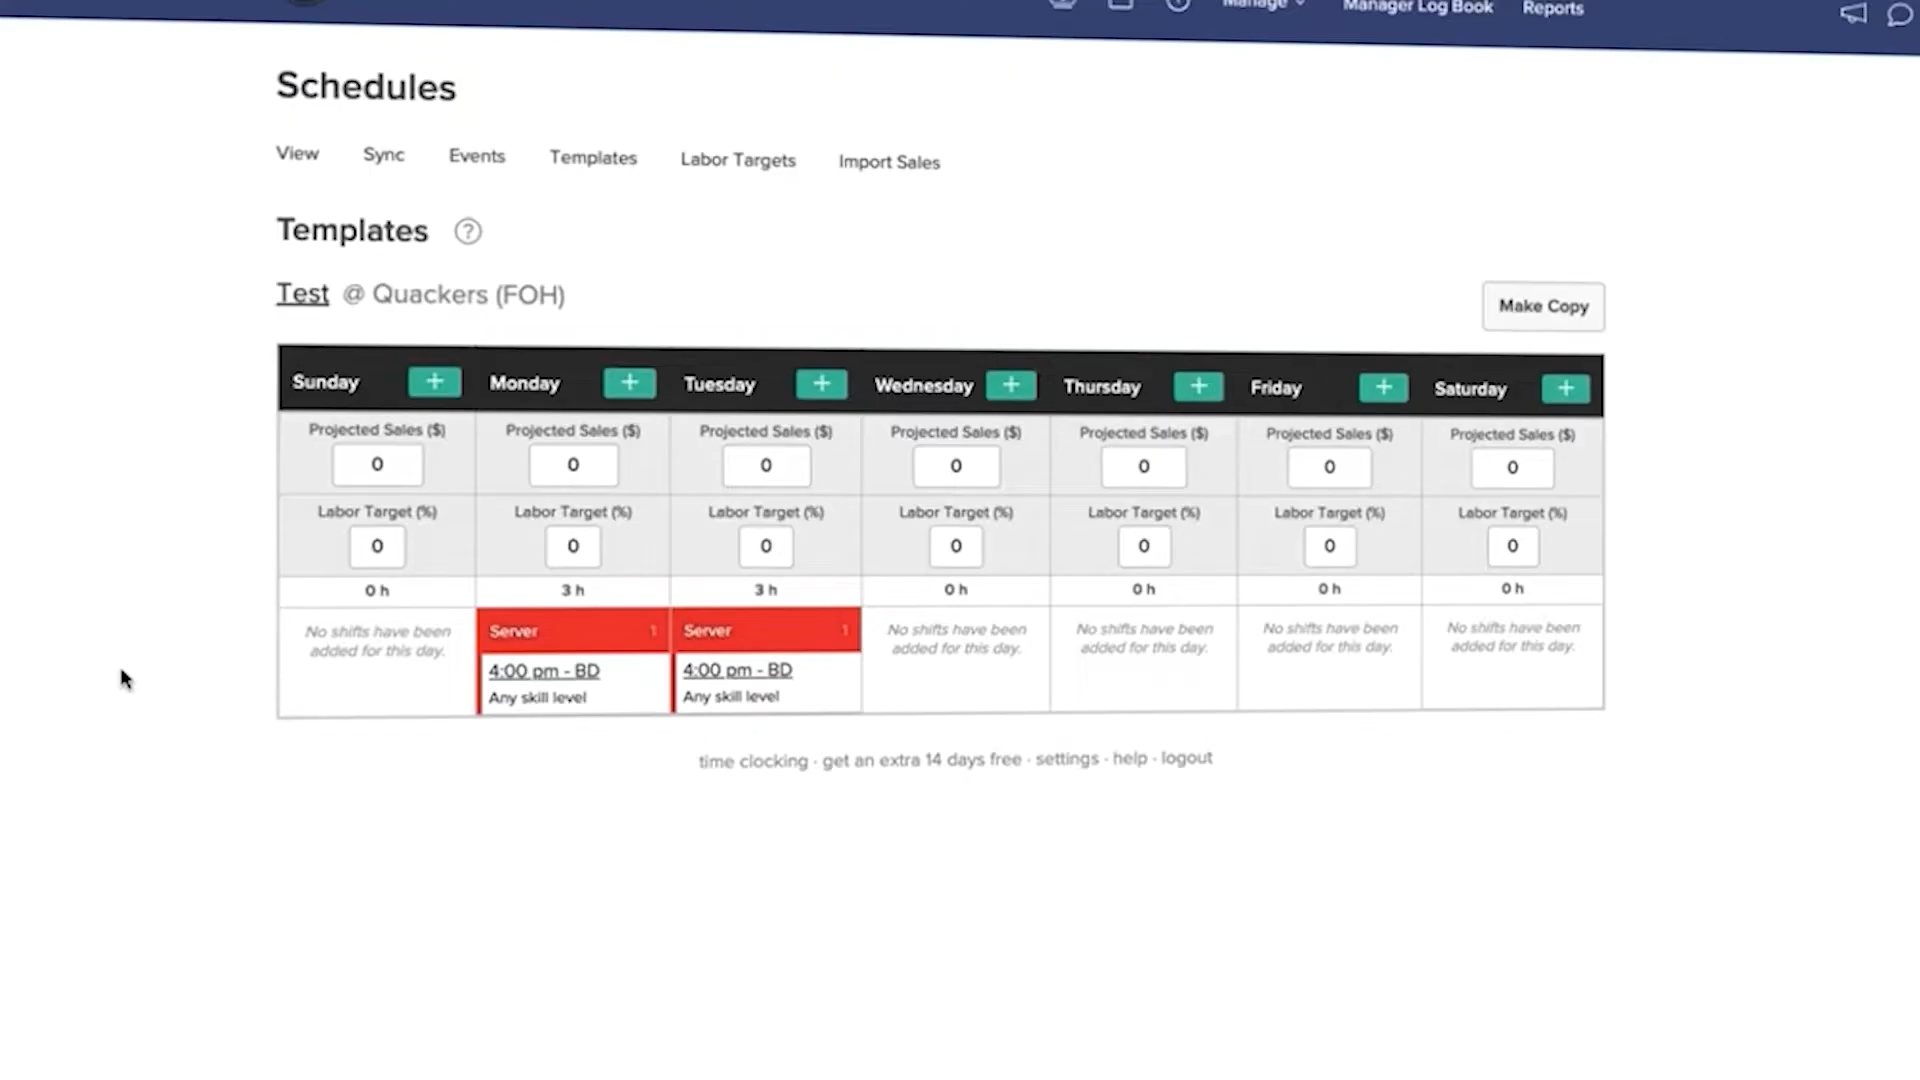 Manage
Manager Log Book
Reports
Schedules
View
Sync
Events
Templates
Labor Targets
Import Sales
Templates ?
Test @ Quackers (FOH)
Make Copy
Sunday + Monday + Tuesday + Wednesday + Thursday + Friday + Saturday +
Projected Sales ($) Projected Sales ($) Projected Sales ($) Projected Sales ($) Projected Sales ($) Projected Sales ($) Projected Sales ($)
0 0 0 0 0 0 0
Labor Target (%) Labor Target (%) Labor Target (%) Labor Target (%) Labor Target (%) Labor Target (%) Labor Target (%)
0 0 0 0 0 0 0
0 h 3 h 3 h 0 h 0 h 0 h 0 h
No shifts have been
added for this day.
Server 1
4:00 pm - BD
Any skill level
Server 1
4:00 pm - BD
Any skill level
No shifts have been
added for this day.
No shifts have been
added for this day.
No shifts have been
added for this day.
No shifts have been
added for this day.
time clocking · get an extra 14 days free · settings · help · logout